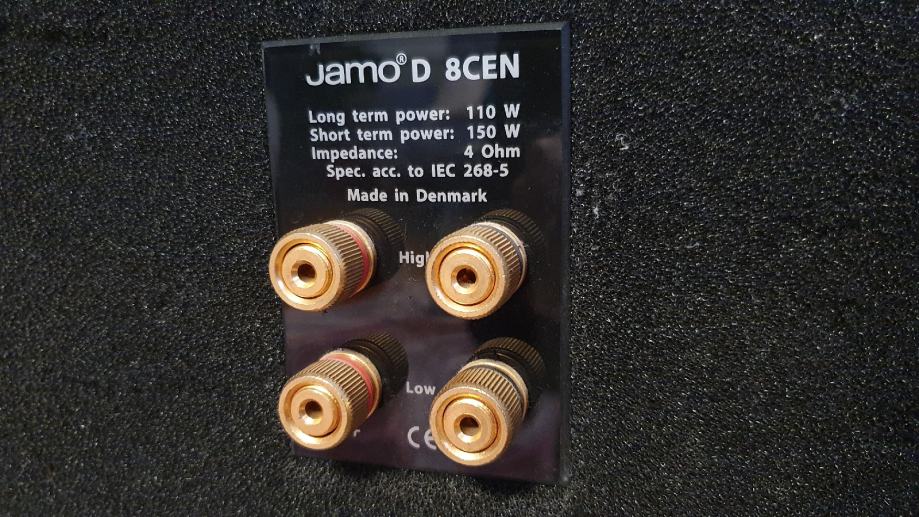 Jamo® D 8CEN
Long term power: 110 W
Short term power: 150 W
Impedance: 4 Ohm
Spec. acc. to IEC 268-5
Made in Denmark
High
Low
CE